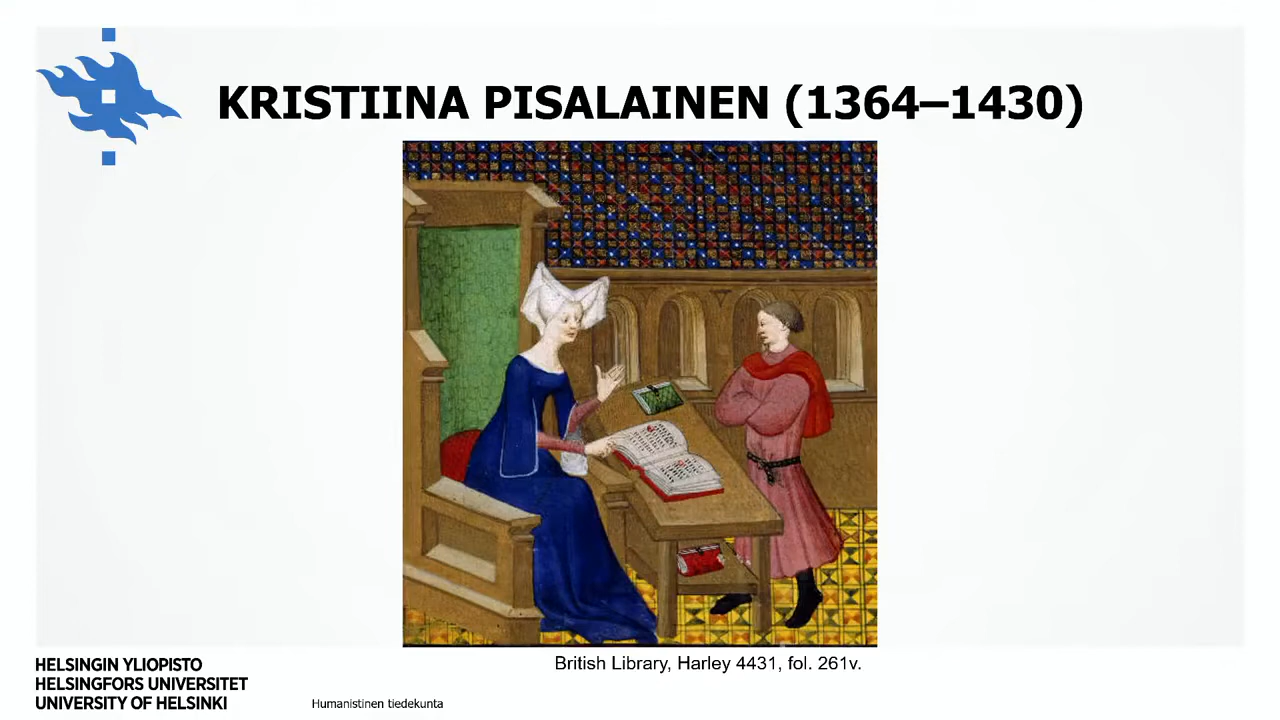 KRISTIINA PISALAINEN (1364–1430)
British Library, Harley 4431, fol. 261v.
HELSINGIN YLIOPISTO
HELSINGFORS UNIVERSITET
UNIVERSITY OF HELSINKI
Humanistinen tiedekunta